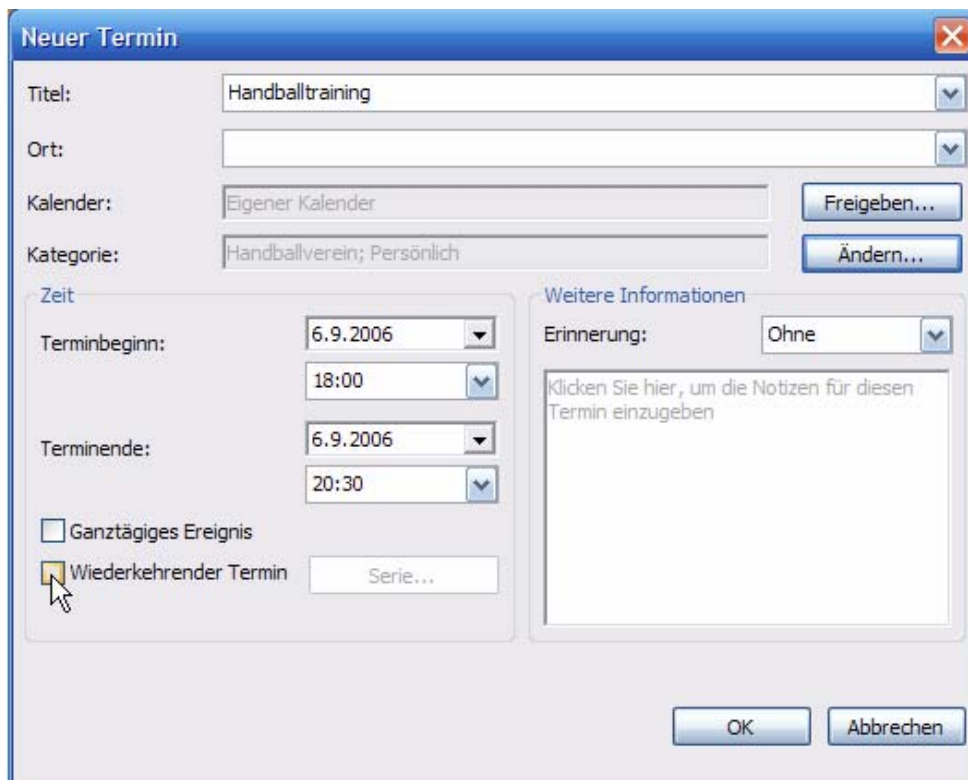 Neuer Termin
Titel: Handballtraining
Ort:
Kalender: Eigener Kalender Freigeben...
Kategorie: Handballverein; Persönlich Ändern...
Zeit
Terminbeginn: 6.9.2006
18:00
Terminende: 6.9.2006
20:30
Ganztägiges Ereignis
Wiederkehrender Termin Serie...
Weitere Informationen
Erinnerung: Ohne
Klicken Sie hier, um die Notizen für diesen
Termin einzugeben
OK Abbrechen